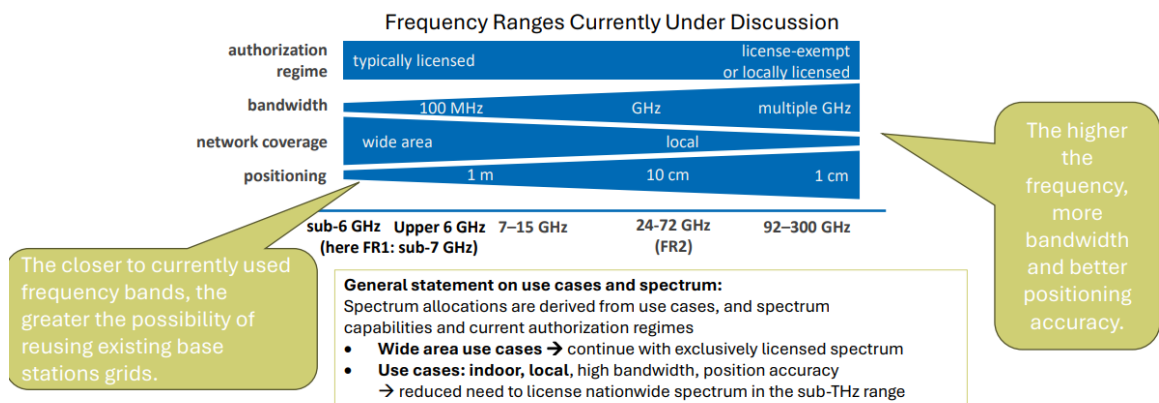 Frequency Ranges Currently Under Discussion
authorization
regime
typically licensed
license-exempt
or locally licensed
bandwidth
100 MHz
GHz
multiple GHz
network coverage
wide area
local
positioning
1 m
10 cm
1 cm
sub-6 GHz
Upper 6 GHz
(here FR1: sub-7 GHz)
7–15 GHz
24-72 GHz
(FR2)
92–300 GHz
The closer to currently used
frequency bands, the
greater the possibility of
reusing existing base
stations grids.
The higher
the
frequency,
more
bandwidth
and better
positioning
accuracy.
General statement on use cases and spectrum:
Spectrum allocations are derived from use cases, and spectrum
capabilities and current authorization regimes
• Wide area use cases → continue with exclusively licensed spectrum
• Use cases: indoor, local, high bandwidth, position accuracy
→ reduced need to license nationwide spectrum in the sub-THz range